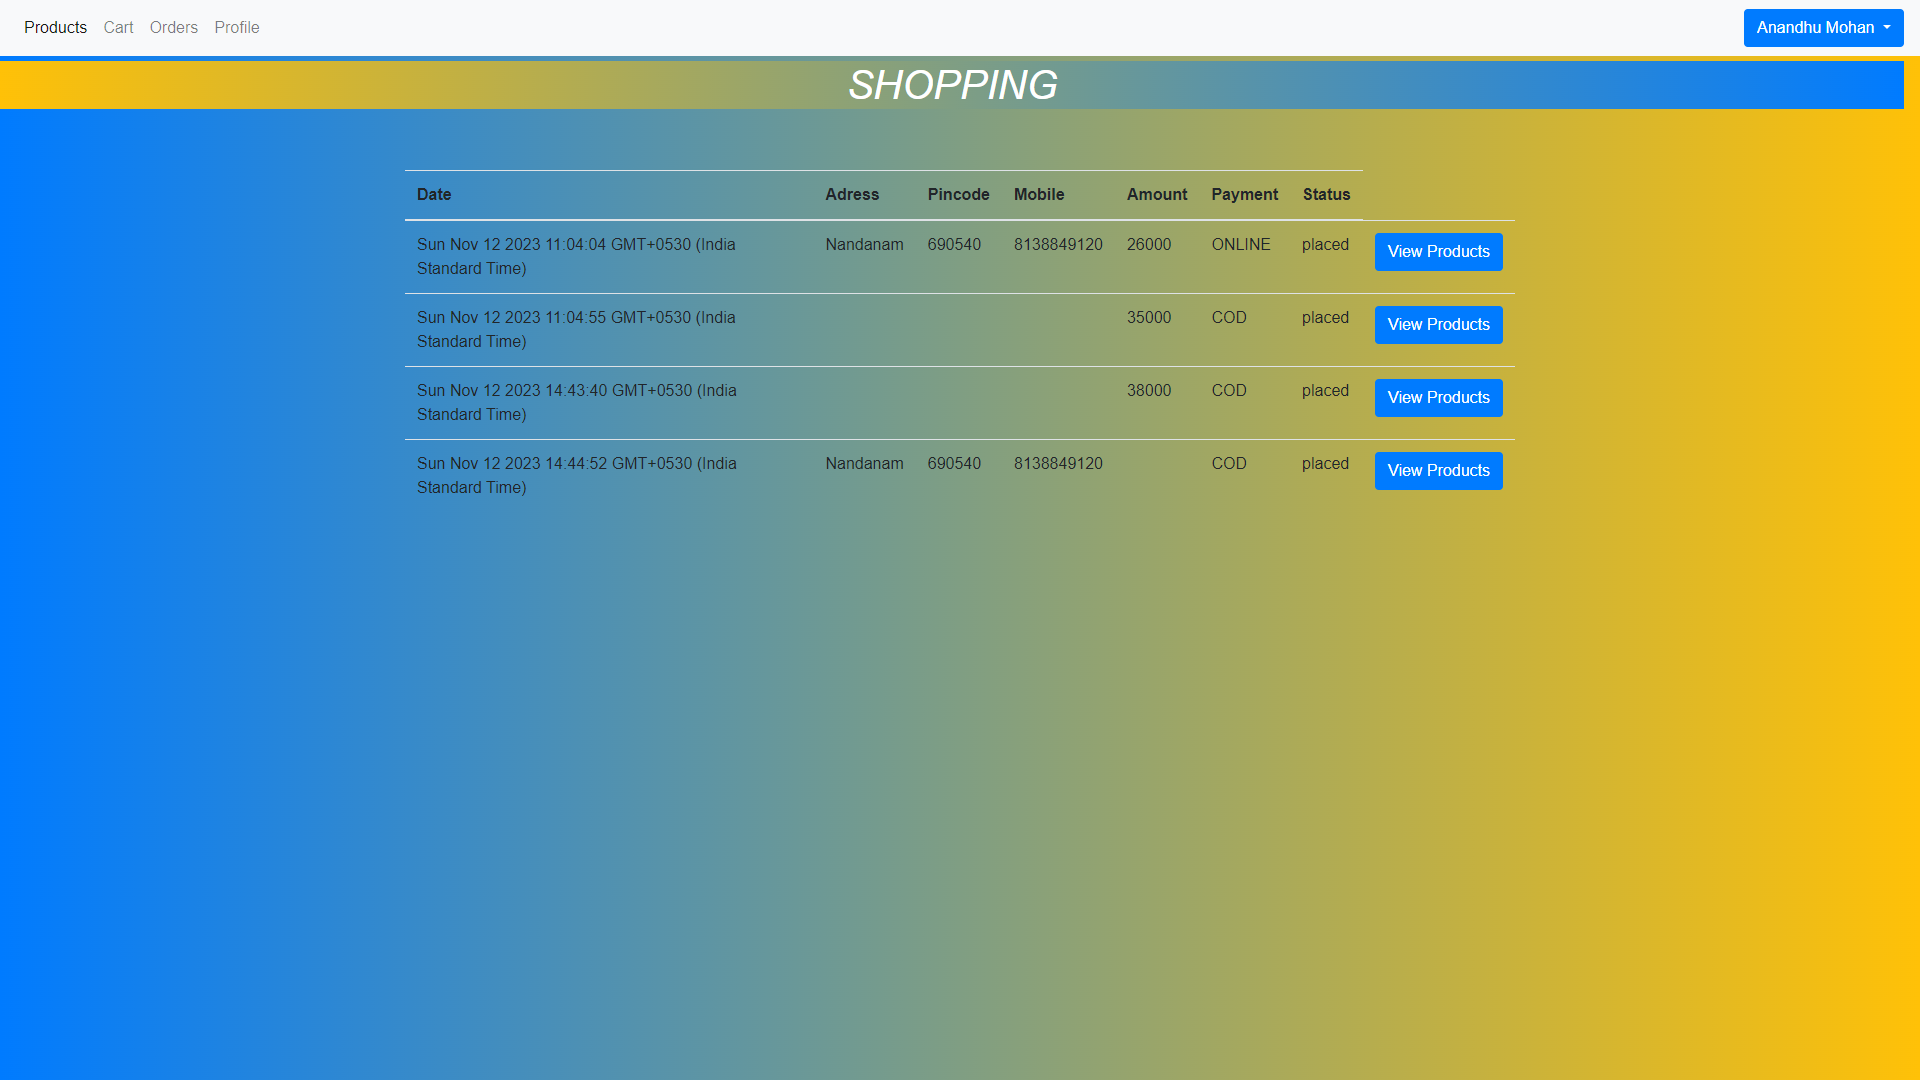 Products Cart Orders Profile Anandhu Mohan
SHOPPING
Date Adress Pincode Mobile Amount Payment Status
Sun Nov 12 2023 11:04:04 GMT+0530 (India Nandanam 690540 8138849120 26000 ONLINE placed View Products
Standard Time)
Sun Nov 12 2023 11:04:55 GMT+0530 (India 35000 COD placed View Products
Standard Time)
Sun Nov 12 2023 14:43:40 GMT+0530 (India 38000 COD placed View Products
Standard Time)
Sun Nov 12 2023 14:44:52 GMT+0530 (India Nandanam 690540 8138849120 COD placed View Products
Standard Time)